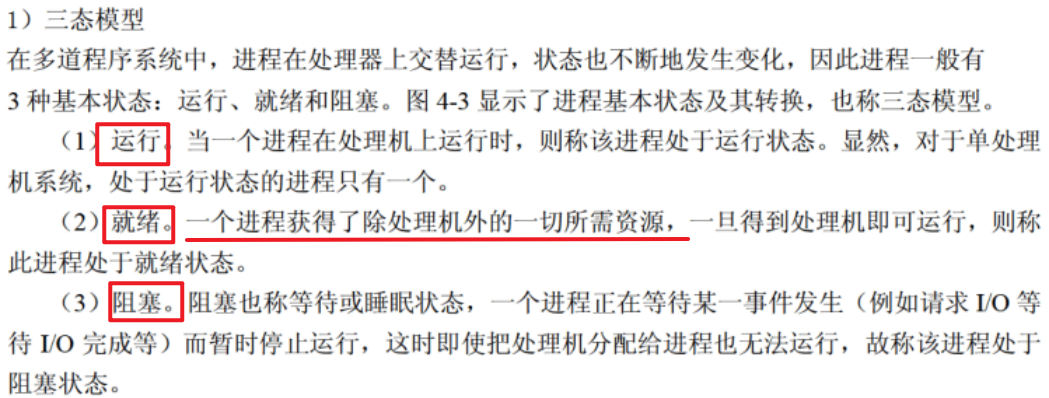 1）三态模型
在多道程序系统中，进程在处理器上交替运行，状态也不断地发生变化，因此进程一般有
3 种基本状态：运行、就绪和阻塞。图 4-3 显示了进程基本状态及其转换，也称三态模型。
（1）运行。当一个进程在处理机上运行时，则称该进程处于运行状态。显然，对于单处理
机系统，处于运行状态的进程只有一个。
（2）就绪。一个进程获得了除处理机外的一切所需资源，一旦得到处理机即可运行，则称
此进程处于就绪状态。
（3）阻塞。阻塞也称等待或睡眠状态，一个进程正在等待某一事件发生（例如请求 I/O 等
待 I/O 完成等）而暂时停止运行，这时即使把处理机分配给进程也无法运行，故称该进程处于
阻塞状态。